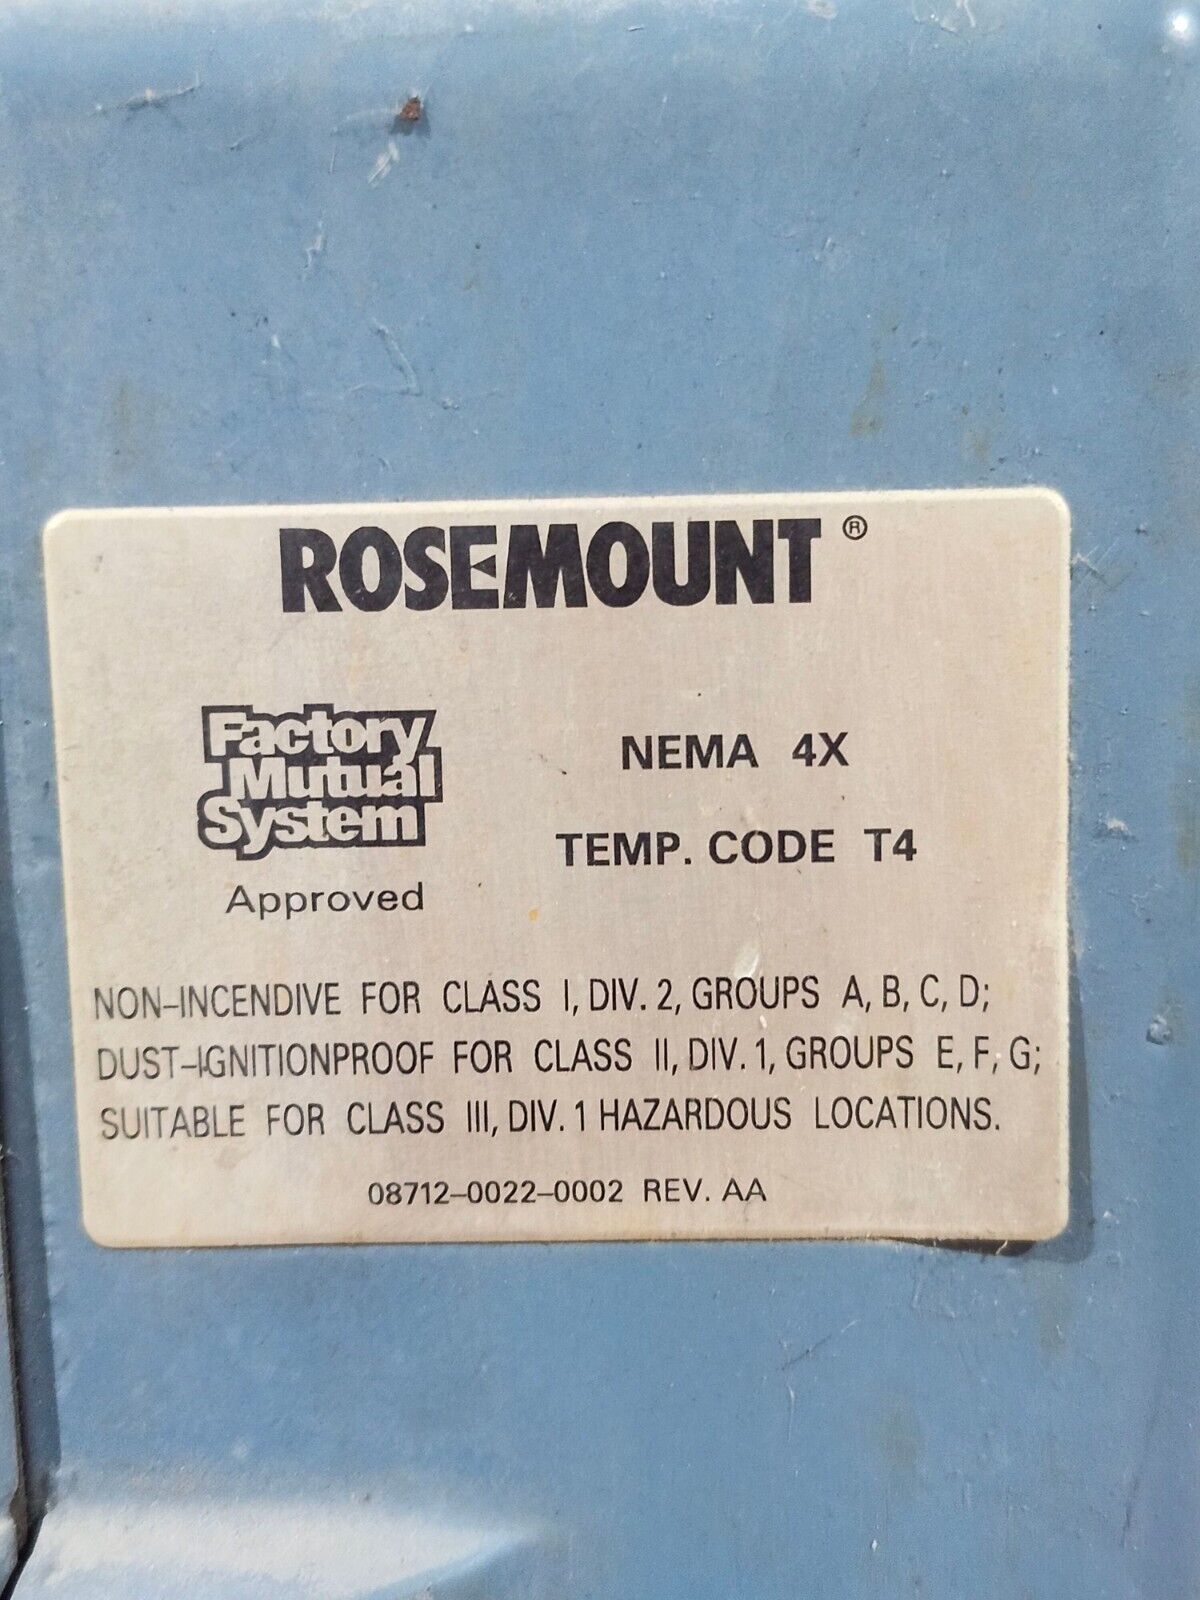 ROSEMOUNT®
Factory
Mutual
System
Approved
NEMA 4X
TEMP. CODE T4
NON-INCENDIVE FOR CLASS I, DIV. 2, GROUPS A, B, C, D;
DUST-IGNITIONPROOF FOR CLASS II, DIV. 1, GROUPS E, F, G;
SUITABLE FOR CLASS III, DIV. 1 HAZARDOUS LOCATIONS.
08712-0022-0002 REV. AA